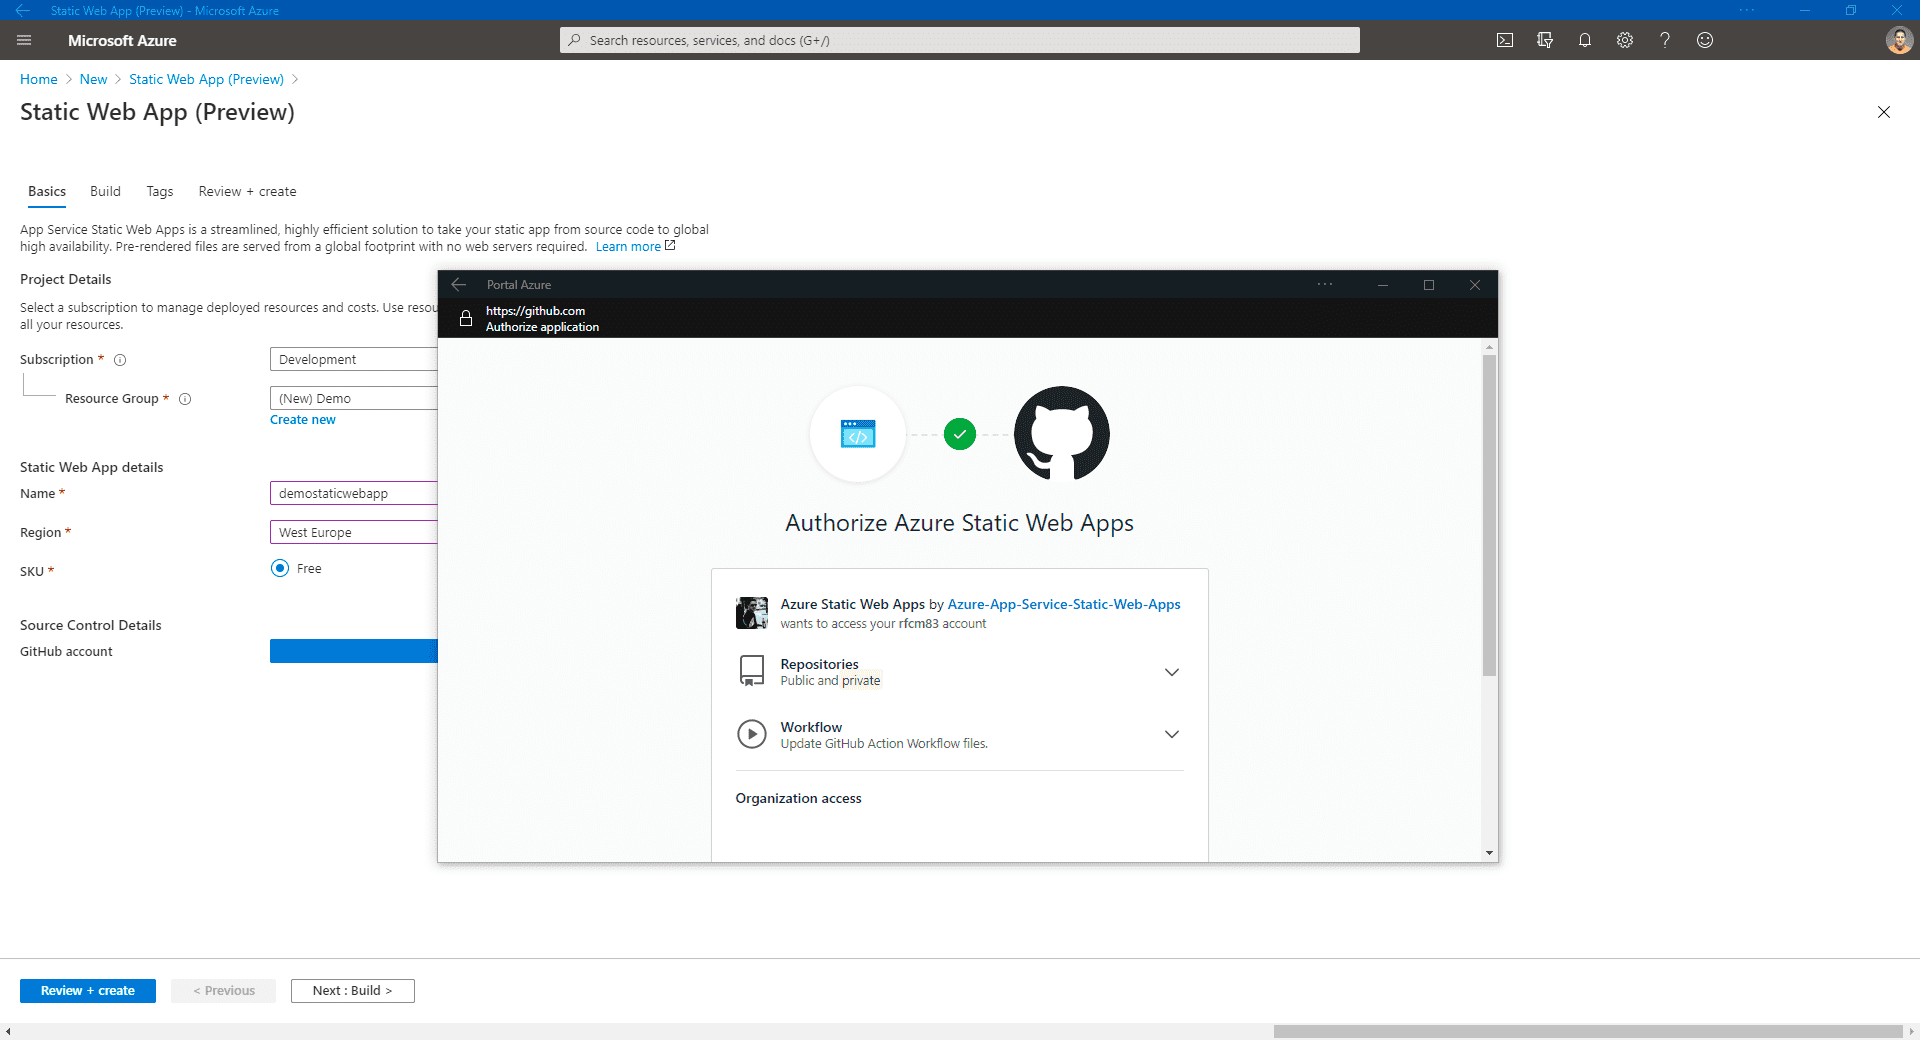 Static Web App (Preview) - Microsoft Azure
Microsoft Azure
Search resources, services, and docs (G+/)
Home > New > Static Web App (Preview) >
Static Web App (Preview)
Basics Build Tags Review + create
App Service Static Web Apps is a streamlined, highly efficient solution to take your static app from source code to global
high availability. Pre-rendered files are served from a global footprint with no web servers required. Learn more
Project Details
Select a subscription to manage deployed resources and costs. Use resou
all your resources.
Subscription * Development
Resource Group * (New) Demo
Create new
Static Web App details
Name * demostaticwebapp
Region * West Europe
SKU * Free
Source Control Details
GitHub account
Portal Azure
https://github.com
Authorize application
Authorize Azure Static Web Apps
Azure Static Web Apps by Azure-App-Service-Static-Web-Apps
wants to access your rfcm83 account
Repositories
Public and private
Workflow
Update GitHub Action Workflow files.
Organization access
Review + create < Previous Next : Build >